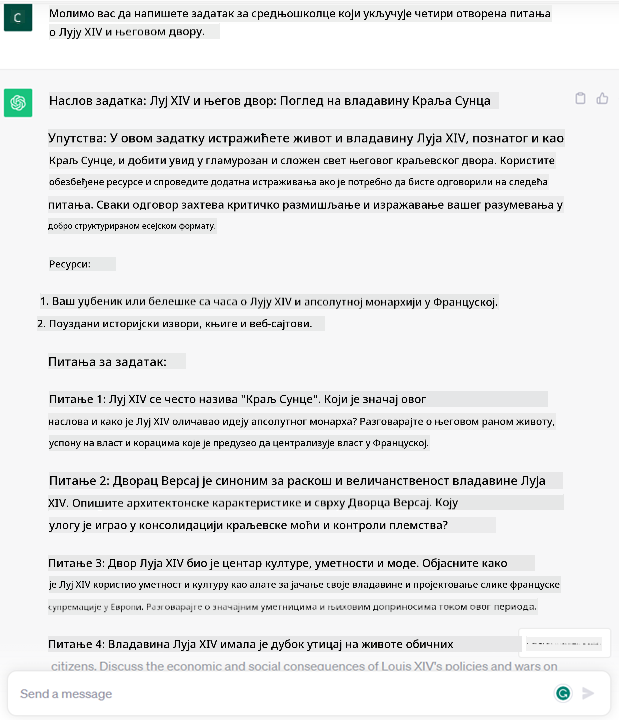 C
Молимо вас да напишете задатак за средњошколце који укључује четири отворена питања
о Лују XIV и његовом двору.
Наслов задатка: Луј XIV и његов двор: Поглед на владавину Краља Сунца
Упутства: У овом задатку истражићете живот и владавину Луја XIV, познатог и као
Краљ Сунце, и добити увид у гламурозан и сложен свет његовог краљевског двора. Користите
обезбеђене ресурсе и спроведите додатна истраживања ако је потребно да бисте одговорили на следећа
питања. Сваки одговор захтева критичко размишљање и изражавање вашег разумевања у
добро структурираном есејском формату.
Ресурси:
1. Ваш уџбеник или белешке са часа о Лују XIV и апсолутној монархији у Француској.
2. Поуздани историјски извори, књиге и веб-сајтови.
Питања за задатак:
Питање 1: Луј XIV се често назива "Краљ Сунце". Који је значај овог
наслова и како је Луј XIV оличавао идеју апсолутног монарха? Разговарајте о његовом раном животу,
успону на власт и корацима које је предузео да централизује власт у Француској.
Питање 2: Дворац Версај је синоним за раскош и величанственост владавине Луја
XIV. Опишите архитектонске карактеристике и сврху Дворца Версај. Коју
улогу је играо у консолидацији краљевске моћи и контроли племства?
Питање 3: Двор Луја XIV био је центар културе, уметности и моде. Објасните како
је Луј XIV користио уметност и културу као алате за јачање своје владавине и пројектовање слике француске
супремације у Европи. Разговарајте о значајним уметницима и њиховим доприносима током овог периода.
Питање 4: Владавина Луја XIV имала је дубок утицај на животе обичних
citizens. Discuss the economic and social consequences of Louis XIV's policies and wars on
Send a message